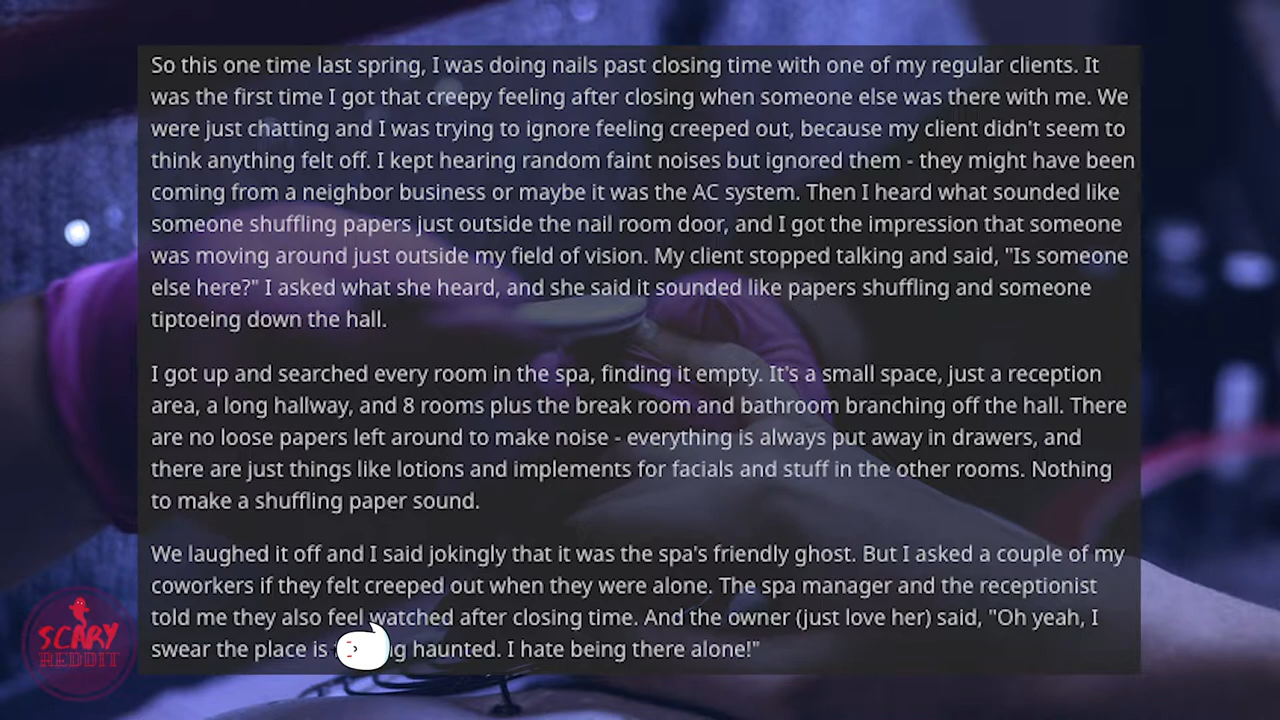 So this one time last spring, I was doing nails past closing time with one of my regular clients. It
was the first time I got that creepy feeling after closing when someone else was there with me. We
were just chatting and I was trying to ignore feeling creeped out, because my client didn't seem to
think anything felt off. I kept hearing random faint noises but ignored them - they might have been
coming from a neighbor business or maybe it was the AC system. Then I heard what sounded like
someone shuffling papers just outside the nail room door, and I got the impression that someone
was moving around just outside my field of vision. My client stopped talking and said, "Is someone
else here?" I asked what she heard, and she said it sounded like papers shuffling and someone
tiptoeing down the hall.
I got up and searched every room in the spa, finding it empty. It's a small space, just a reception
area, a long hallway, and 8 rooms plus the break room and bathroom branching off the hall. There
are no loose papers left around to make noise - everything is always put away in drawers, and
there are just things like lotions and implements for facials and stuff in the other rooms. Nothing
to make a shuffling paper sound.
We laughed it off and I said jokingly that it was the spa's friendly ghost. But I asked a couple of my
coworkers if they felt creeped out when they were alone. The spa manager and the receptionist
told me they also feel watched after closing time. And the owner (just love her) said, "Oh yeah, I
swear the place is haunted. I hate being there alone!"
SCARY
REDDIT